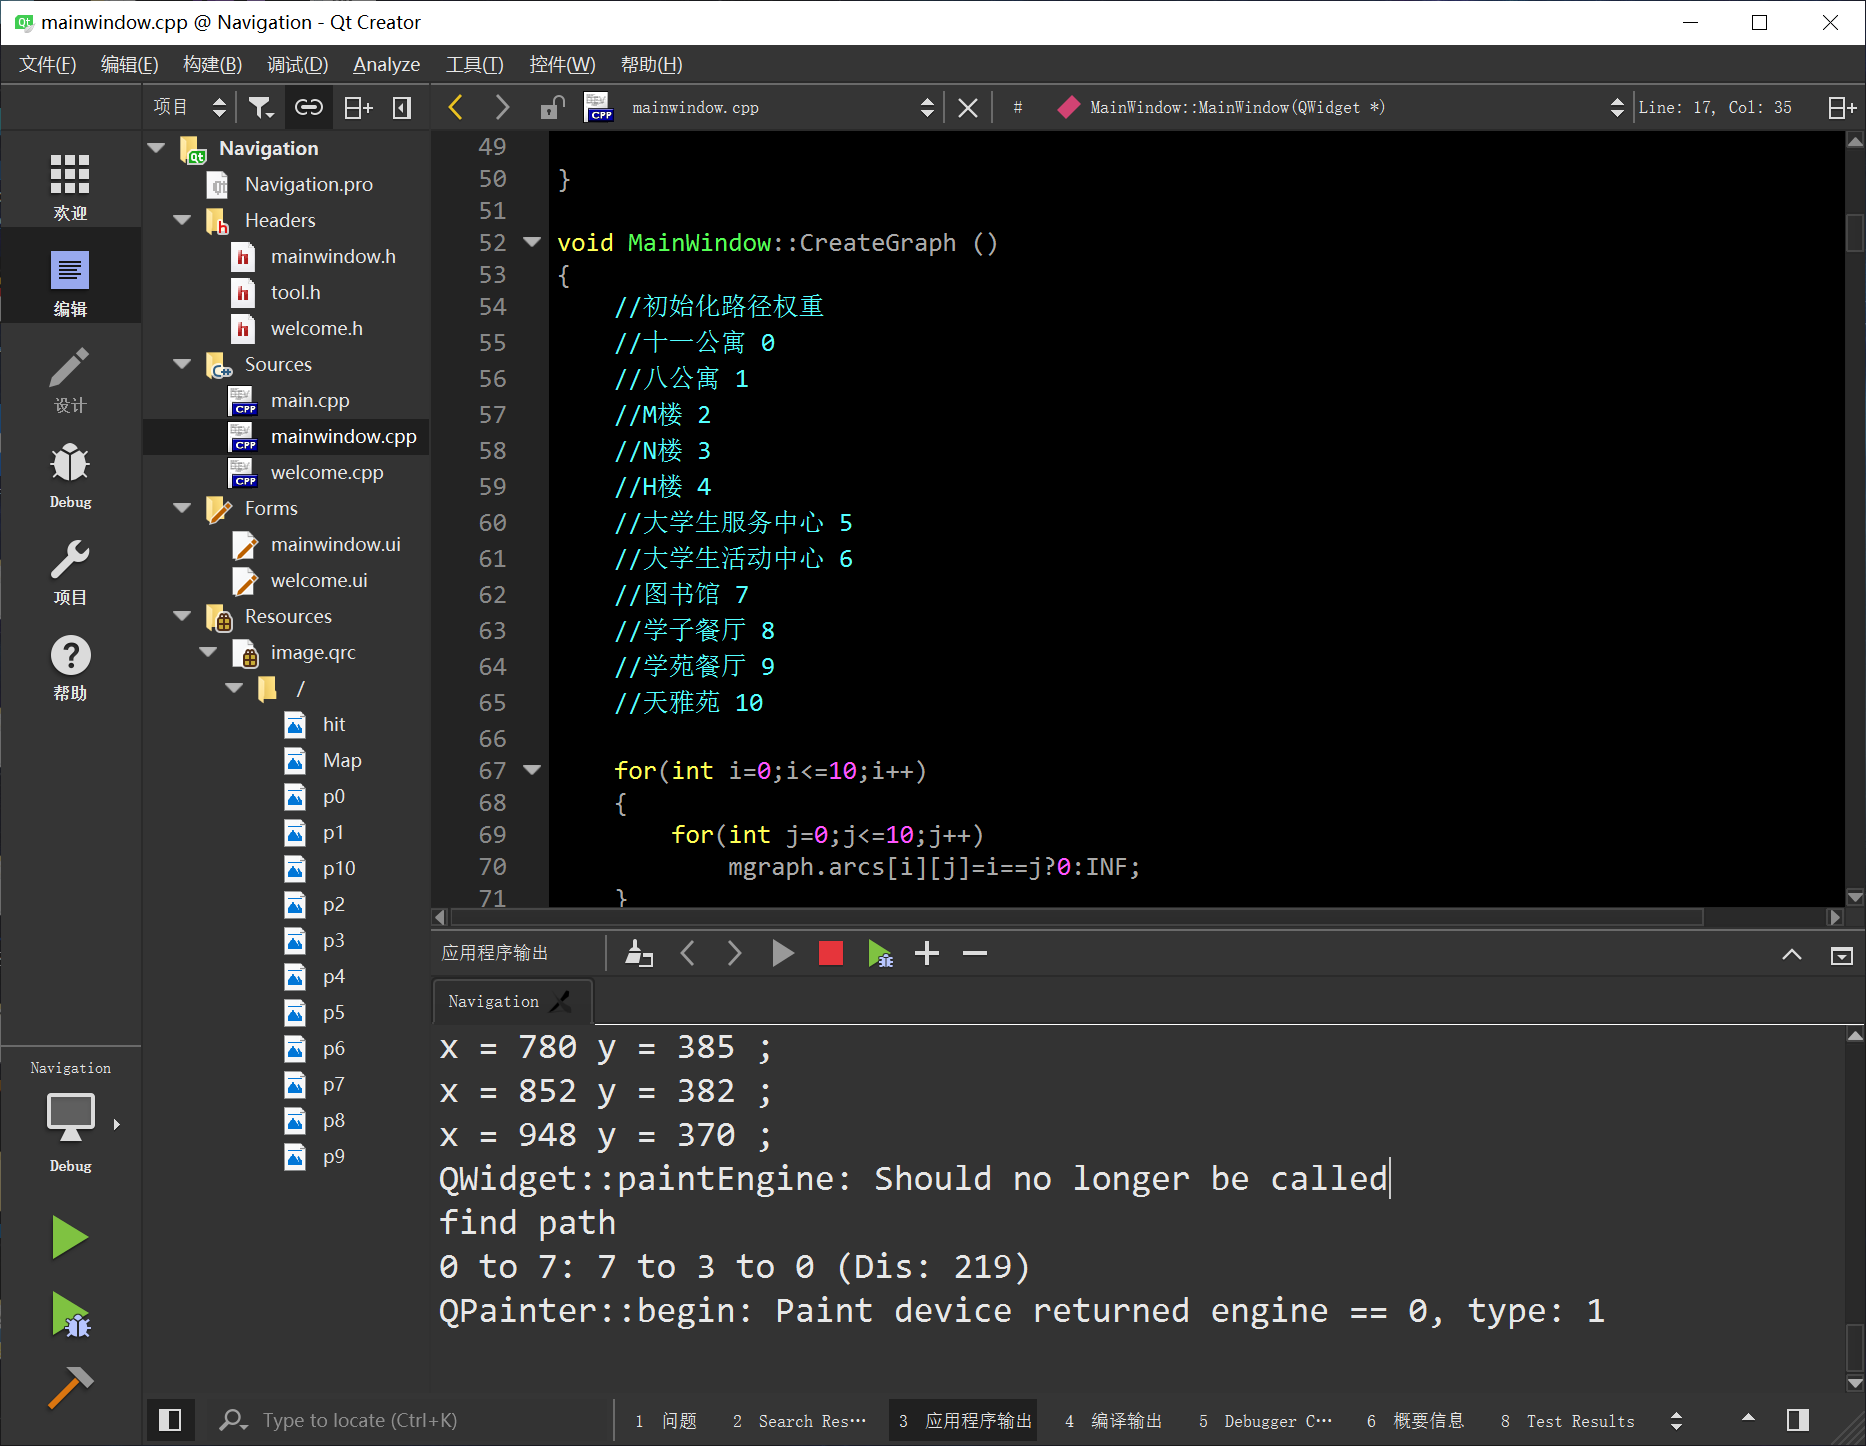 mainwindow.cpp @ Navigation - Qt Creator
文件(F) 编辑(E) 构建(B) 调试(D) Analyze 工具(T) 控件(W) 帮助(H)
项目
mainwindow.cpp
#
MainWindow::MainWindow(QWidget *)
Line: 17, Col: 35
欢迎
编辑
设计
Debug
项目
帮助
Navigation
Debug
Navigation
Navigation.pro
Headers
mainwindow.h
tool.h
welcome.h
Sources
main.cpp
mainwindow.cpp
welcome.cpp
Forms
mainwindow.ui
welcome.ui
Resources
image.qrc
/
hit
Map
p0
p1
p10
p2
p3
p4
p5
p6
p7
p8
p9
49
50 }
51
52 void MainWindow::CreateGraph ()
53 {
54 //初始化路径权重
55 //十一公寓 0
56 //八公寓 1
57 //M楼 2
58 //N楼 3
59 //H楼 4
60 //大学生服务中心 5
61 //大学生活动中心 6
62 //图书馆 7
63 //学子餐厅 8
64 //学苑餐厅 9
65 //天雅苑 10
66
67 for(int i=0;i<=10;i++)
68 {
69 for(int j=0;j<=10;j++)
70 mgraph.arcs[i][j]=i==j?0:INF;
71 }
应用程序输出
Navigation
x = 780 y = 385 ;
x = 852 y = 382 ;
x = 948 y = 370 ;
QWidget::paintEngine: Should no longer be called
find path
0 to 7: 7 to 3 to 0 (Dis: 219)
QPainter::begin: Paint device returned engine == 0, type: 1
Type to locate (Ctrl+K)
1 问题 2 Search Res··· 3 应用程序输出 4 编译输出 5 Debugger C··· 6 概要信息 8 Test Results